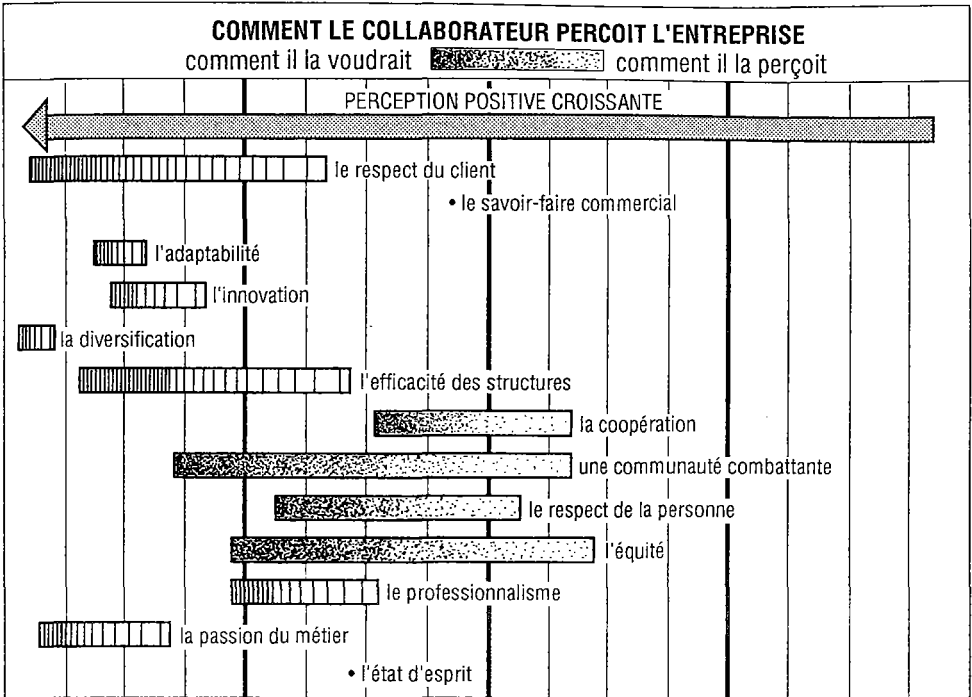 COMMENT LE COLLABORATEUR PERCOIT L'ENTREPRISE
comment il la voudrait comment il la perçoit
PERCEPTION POSITIVE CROISSANTE
le respect du client
• le savoir-faire commercial
l'adaptabilité
l'innovation
la diversification
l'efficacité des structures
la coopération
une communauté combattante
le respect de la personne
l'équité
le professionnalisme
la passion du métier
• l'état d'esprit